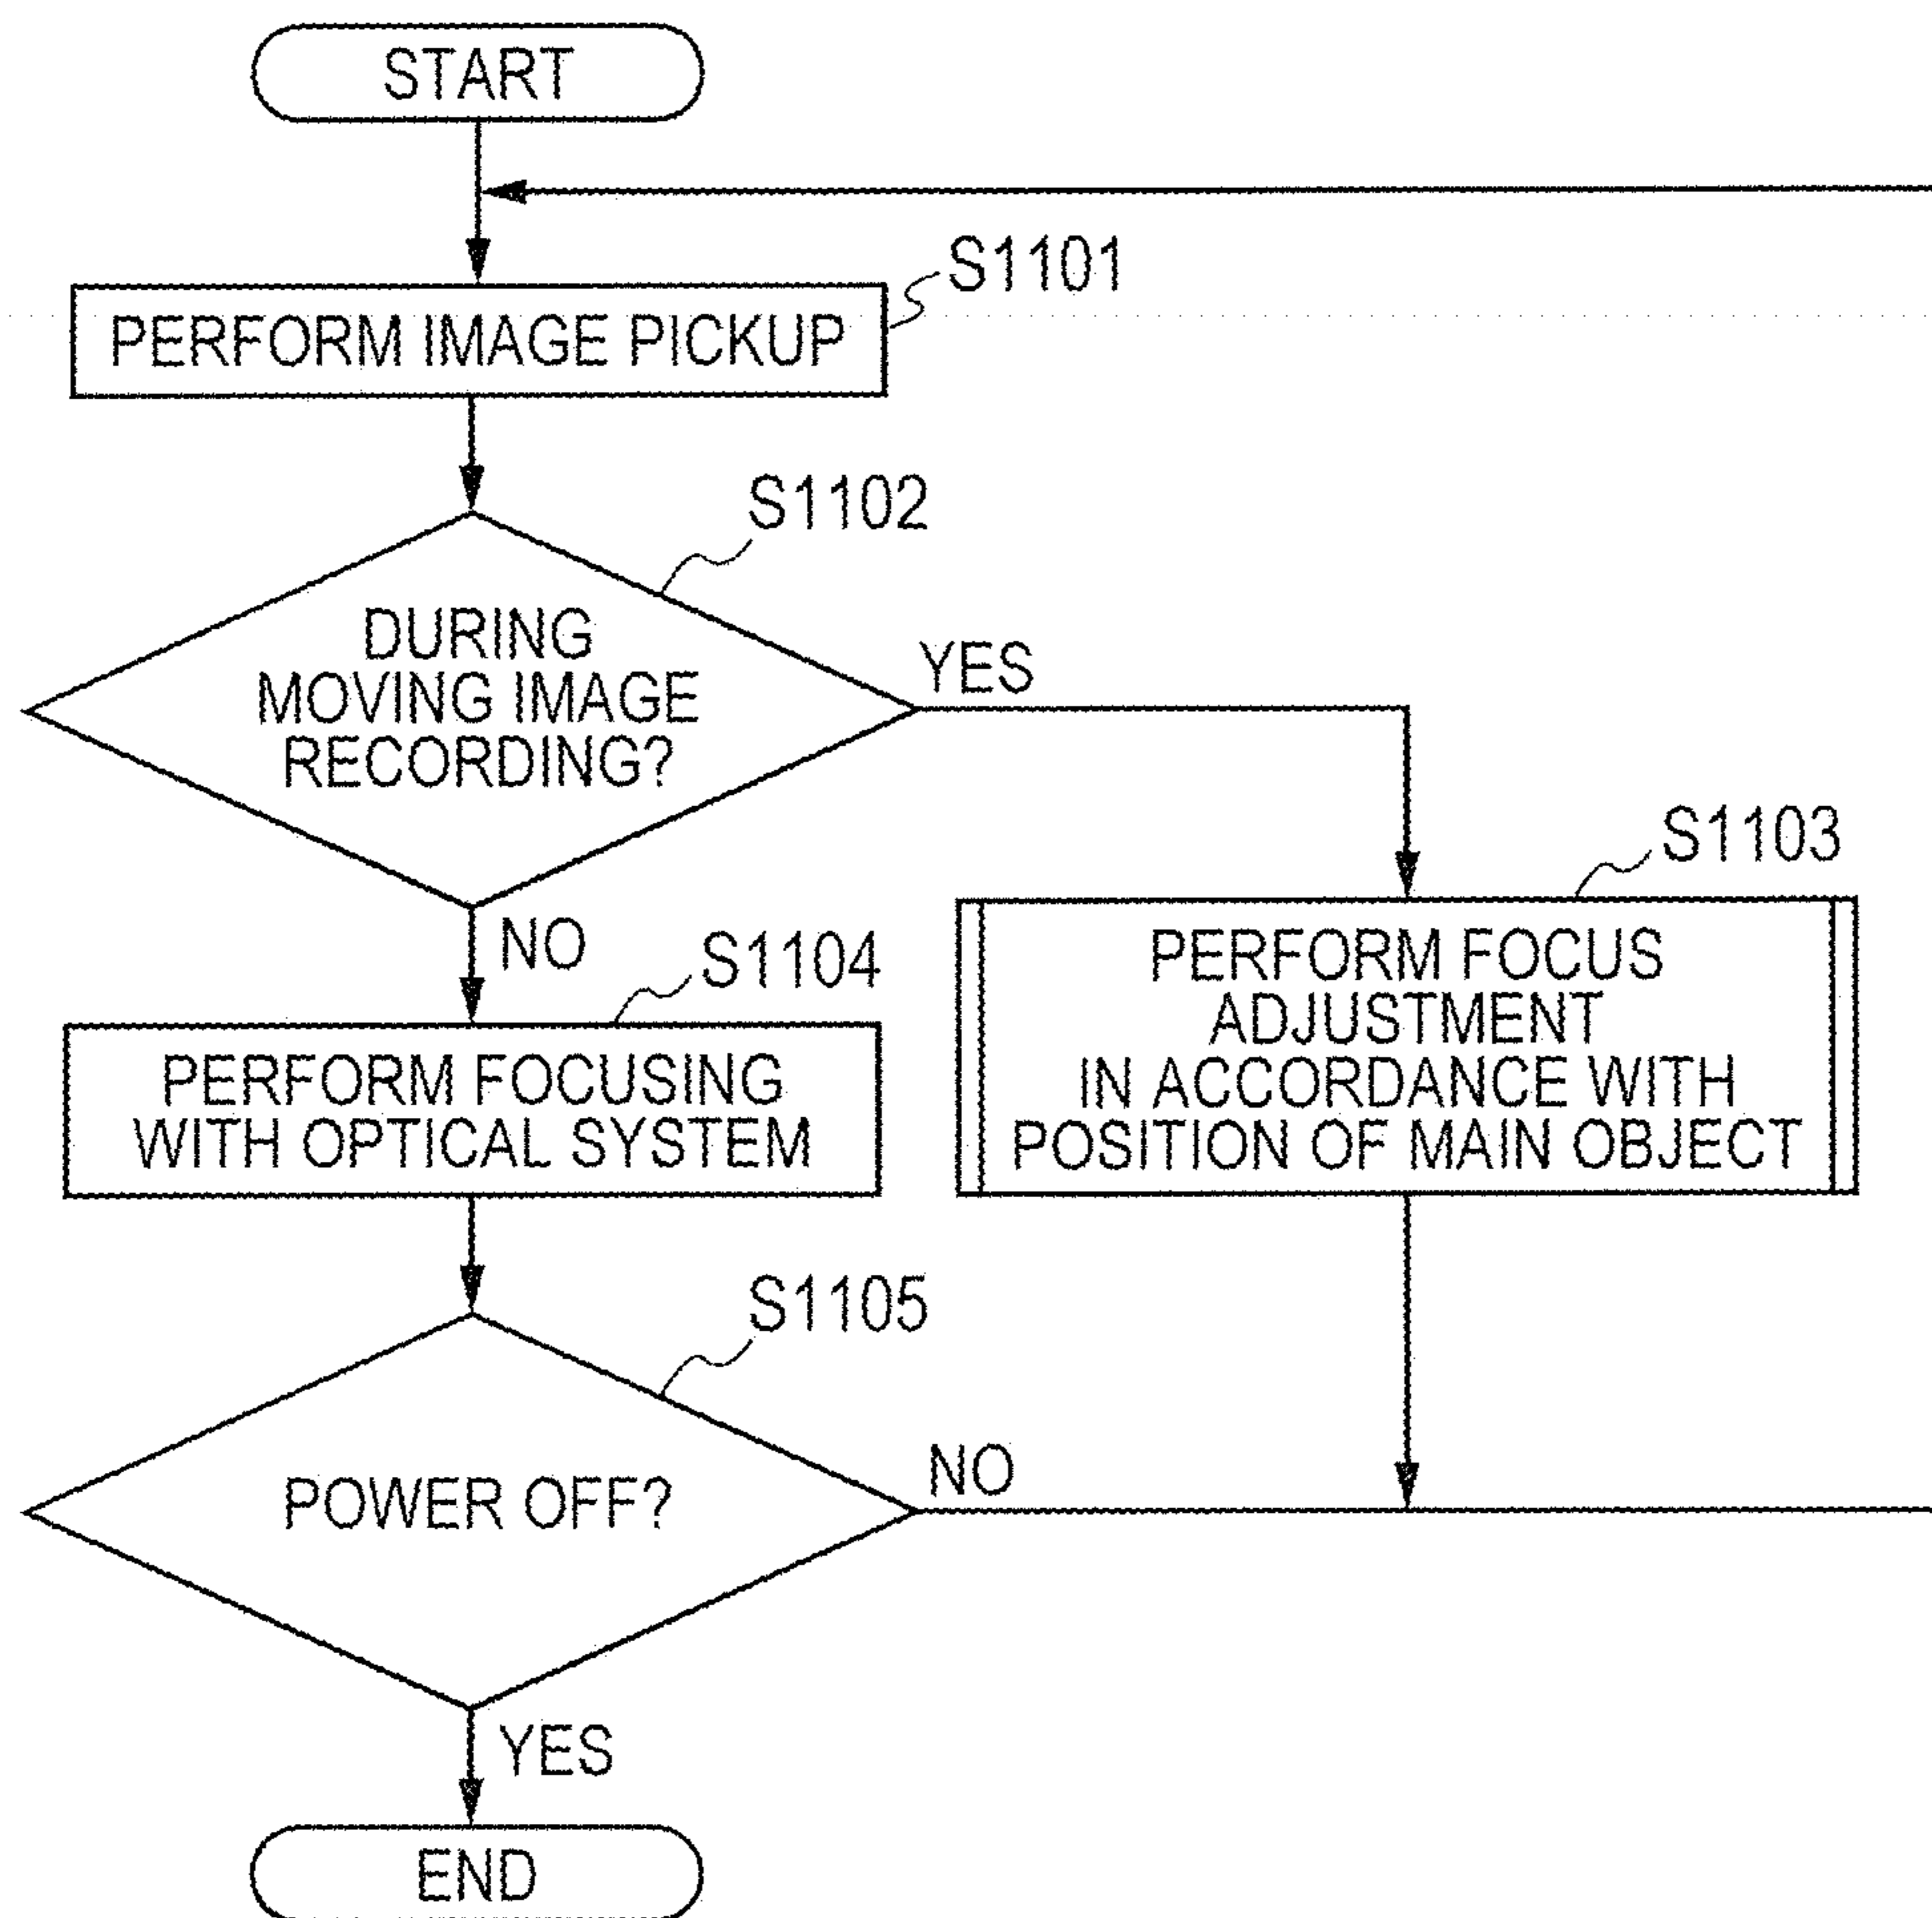 START
S1101
PERFORM IMAGE PICKUP
S1102
DURING
MOVING IMAGE
RECORDING?
YES
NO
S1103
PERFORM FOCUS
ADJUSTMENT
IN ACCORDANCE WITH
POSITION OF MAIN OBJECT
S1104
PERFORM FOCUSING
WITH OPTICAL SYSTEM
S1105
POWER OFF?
NO
YES
END